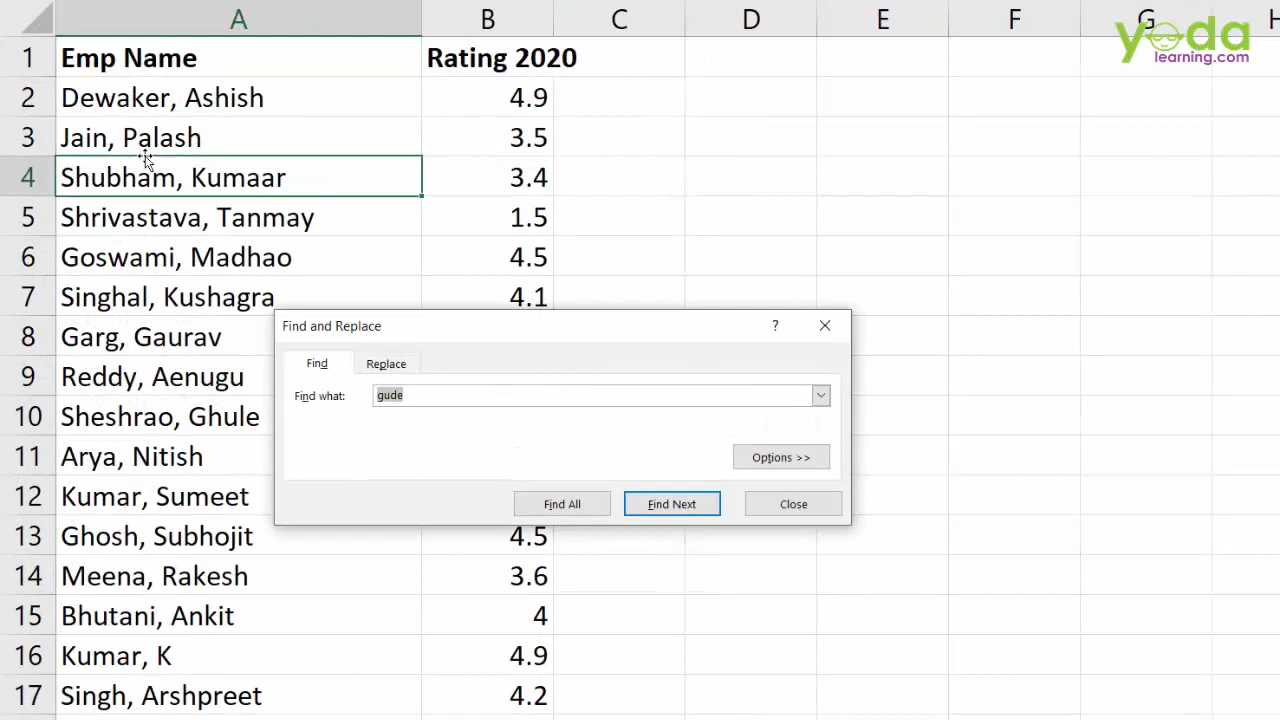 A B C D E F G H
yoda
learning.com
1 Emp Name Rating 2020
2 Dewaker, Ashish 4.9
3 Jain, Palash 3.5
4 Shubham, Kumaar 3.4
5 Shrivastava, Tanmay 1.5
6 Goswami, Madhao 4.5
7 Singhal, Kushagra 4.1
Find and Replace ?
8 Garg, Gaurav
Find Replace
9 Reddy, Aenugu
Find what: gude
10 Sheshrao, Ghule
11 Arya, Nitish
Options >>
12 Kumar, Sumeet
Find All Find Next Close
13 Ghosh, Subhojit 4.5
14 Meena, Rakesh 3.6
15 Bhutani, Ankit 4
16 Kumar, K 4.9
17 Singh, Arshpreet 4.2